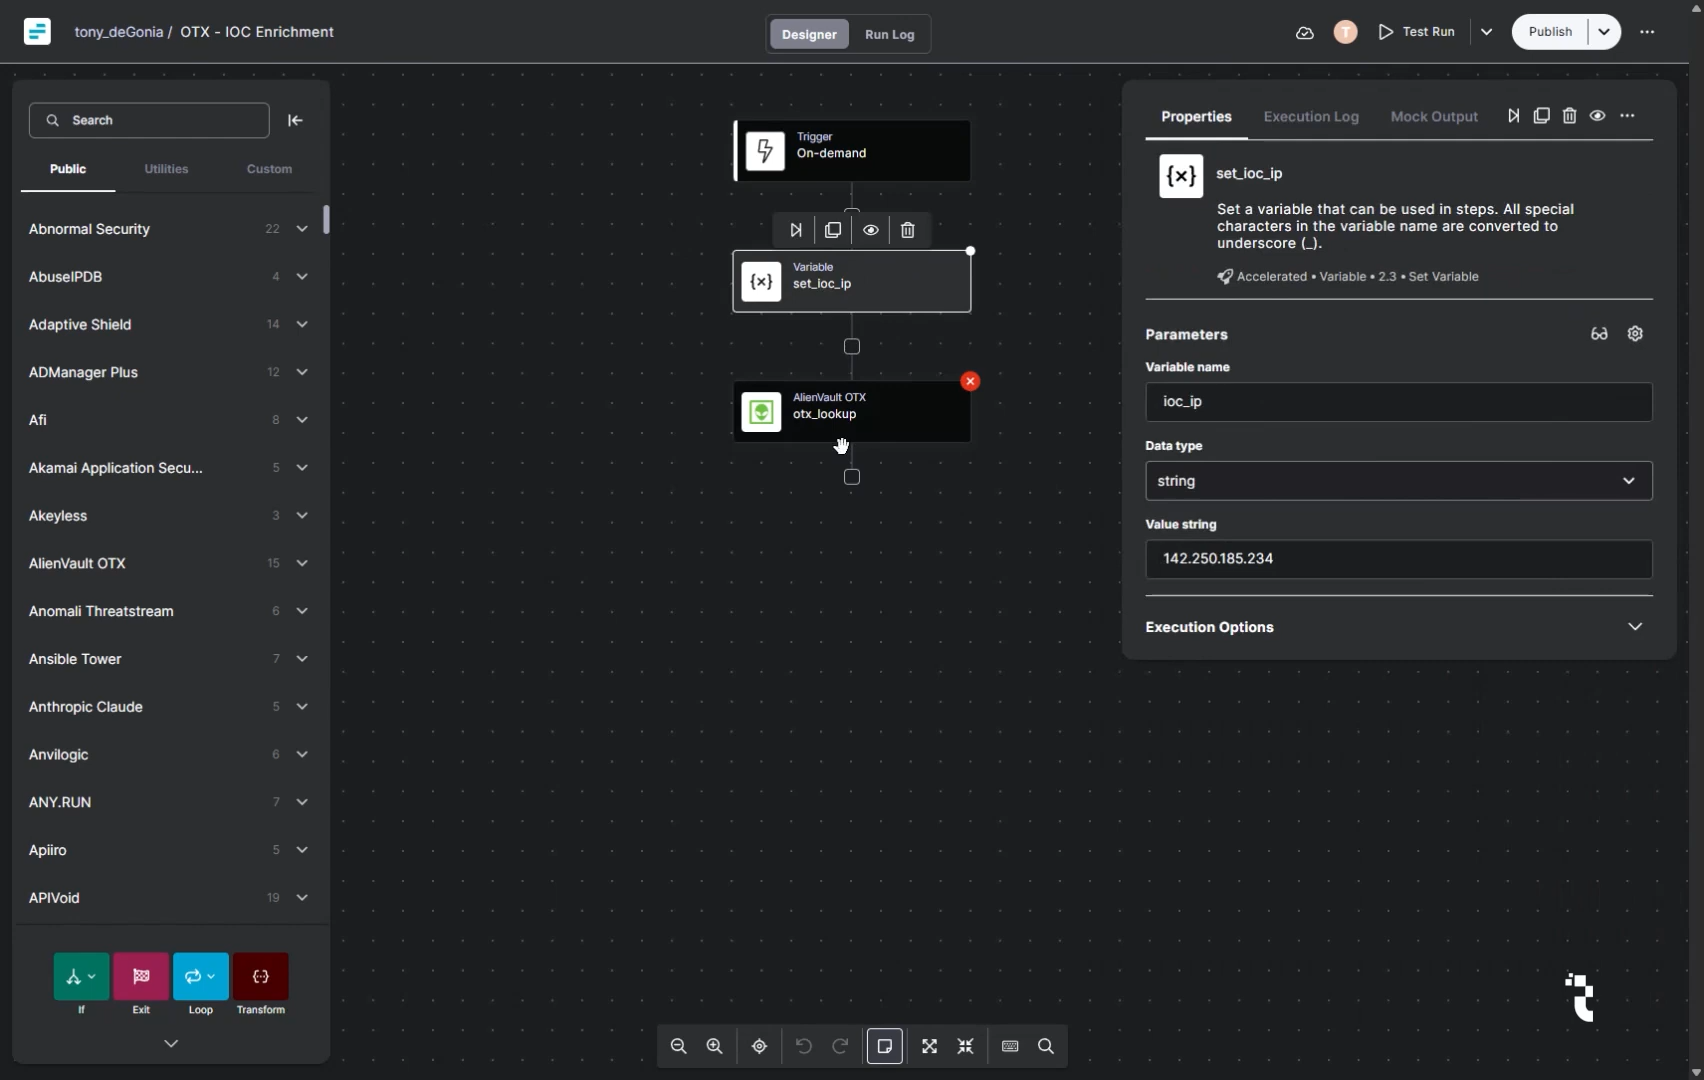 tony_deGonia / OTX - IOC Enrichment
Designer
Run Log
T
Test Run
Publish
Search
Public
Utilities
Custom
Abnormal Security 22
AbuseIPDB 4
Adaptive Shield 14
ADManager Plus 12
Afi 8
Akamai Application Secu... 5
Akeyless 3
AlienVault OTX 15
Anomali Threatstream 6
Ansible Tower 7
Anthropic Claude 5
Anvilogic 6
ANY.RUN 7
Apiiro 5
APIVoid 19
If
Exit
Loop
Transform
Trigger
On-demand
{x}
Variable
set_ioc_ip
AlienVault OTX
otx_lookup
Properties
Execution Log
Mock Output
{x}
set_ioc_ip
Set a variable that can be used in steps. All special
characters in the variable name are converted to
underscore (_).
Accelerated • Variable • 2.3 • Set Variable
Parameters
Variable name
ioc_ip
Data type
string
Value string
142.250.185.234
Execution Options